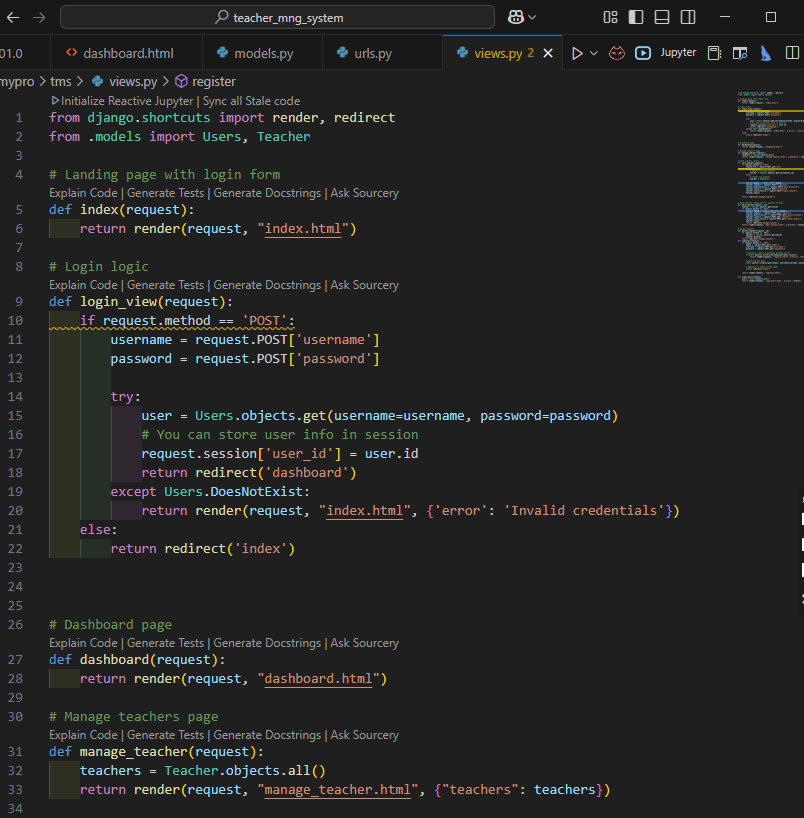 teacher_mng_system
01.0
dashboard.html
models.py
urls.py
views.py 2
Jupyter
mypro > tms > views.py > register
Initialize Reactive Jupyter | Sync all Stale code
1 from django.shortcuts import render, redirect
2 from .models import Users, Teacher
3
4 # Landing page with login form
Explain Code | Generate Tests | Generate Docstrings | Ask Sourcery
5 def index(request):
6     return render(request, "index.html")
7
8 # Login logic
Explain Code | Generate Tests | Generate Docstrings | Ask Sourcery
9 def login_view(request):
10     if request.method == 'POST':
11         username = request.POST['username']
12         password = request.POST['password']
13
14         try:
15             user = Users.objects.get(username=username, password=password)
16             # You can store user info in session
17             request.session['user_id'] = user.id
18             return redirect('dashboard')
19         except Users.DoesNotExist:
20             return render(request, "index.html", {'error': 'Invalid credentials'})
21     else:
22         return redirect('index')
23
24
25
26 # Dashboard page
Explain Code | Generate Tests | Generate Docstrings | Ask Sourcery
27 def dashboard(request):
28     return render(request, "dashboard.html")
29
30 # Manage teachers page
Explain Code | Generate Tests | Generate Docstrings | Ask Sourcery
31 def manage_teacher(request):
32     teachers = Teacher.objects.all()
33     return render(request, "manage_teacher.html", {"teachers": teachers})
34